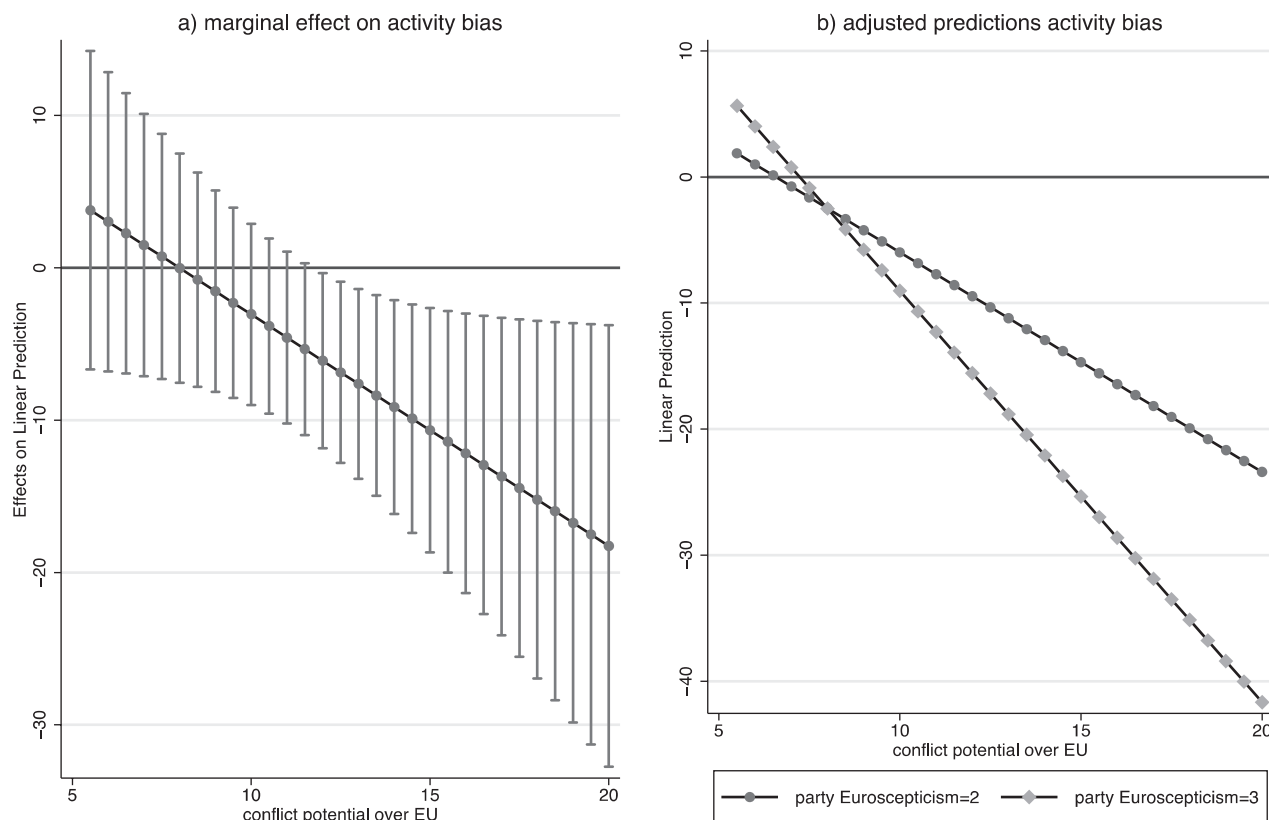 a) marginal effect on activity bias
Effects on Linear Prediction
10
0
−10
−20
−30
5
10
15
20
conflict potential over EU
b) adjusted predictions activity bias
Linear Prediction
10
0
−10
−20
−30
−40
5
10
15
20
conflict potential over EU
party Euroscepticism=2
party Euroscepticism=3